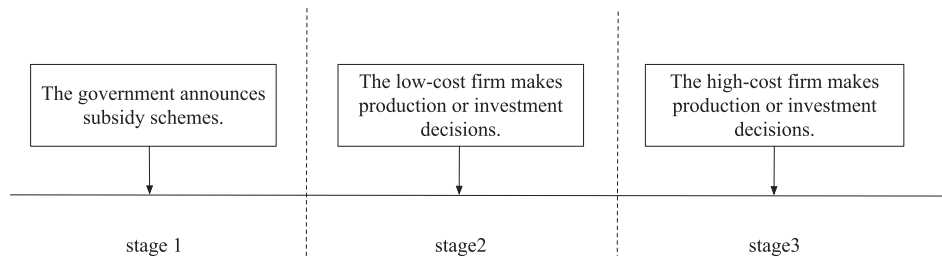 The government announces
subsidy schemes.
The low-cost firm makes
production or investment
decisions.
The high-cost firm makes
production or investment
decisions.
stage 1
stage2
stage3